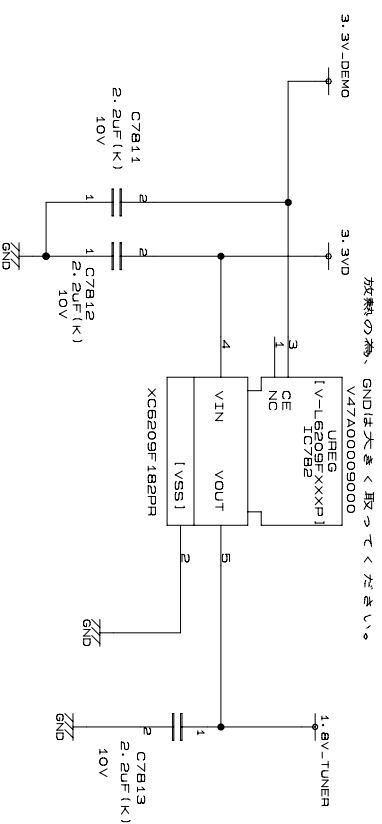 放熱の為、GNDは大きく取ってください。
3.3V_DEMO
3.3VD
1.8V_TUNER
V47A00009000
UREG
[V-L6209FXXXP]
IC782
3
CE
1
NC
4
VIN
VOUT
5
[VSS]
2
XC6209F182PR
C7811
2.2uF(K)
10V
1
2
C7812
2.2uF(K)
10V
1
2
GND
GND
C7813
2.2uF(K)
10V
1
2
GND